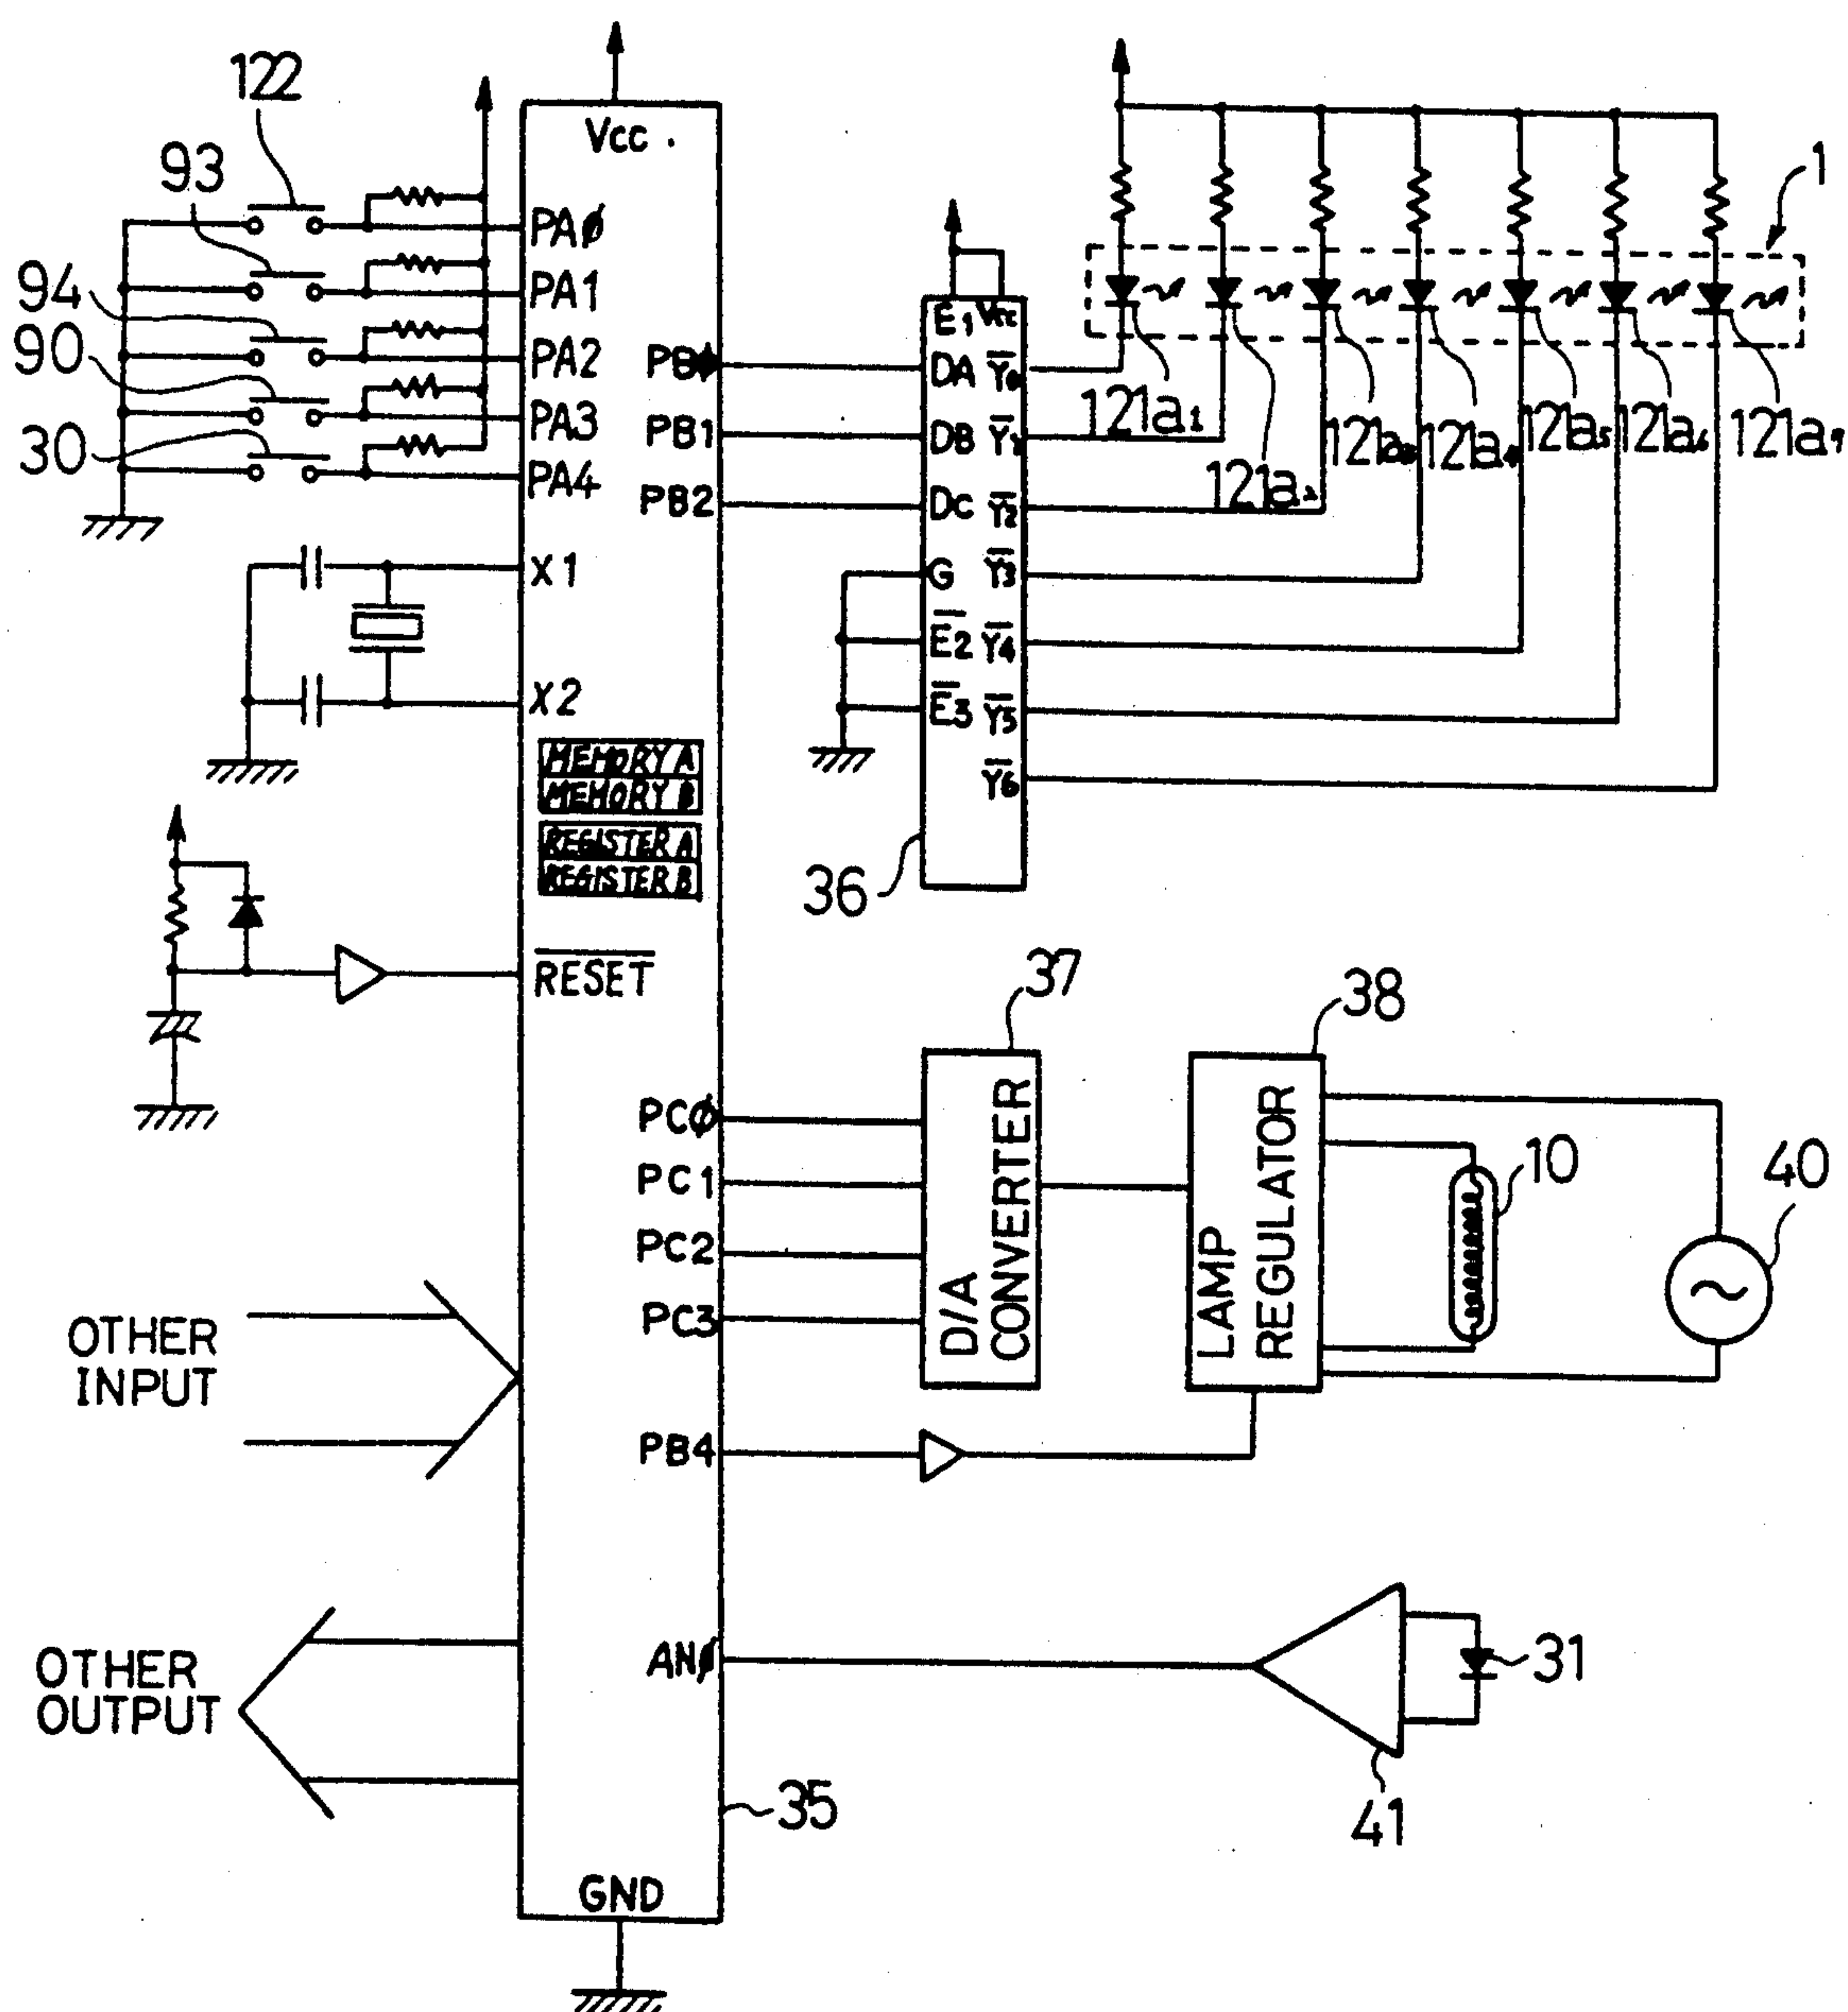 122
93
94
90
30
Vcc
PAØ
PA1
PA2
PA3
PA4
X1
X2
MEMORY A
MEMORY B
REGISTER A
REGISTER B
RESET
PBØ
PB1
PB2
E1 Vcc
DA Y0
DB Y1
DC Y2
G Y3
E2 Y4
E3 Y5
Y6
36
1
121a1
121a2
121a3
121a4
121a5
121a6
121a7
PCØ
PC1
PC2
PC3
PB4
37
D/A CONVERTER
38
LAMP REGULATOR
10
40
OTHER
INPUT
OTHER
OUTPUT
ANØ
31
41
35
GND